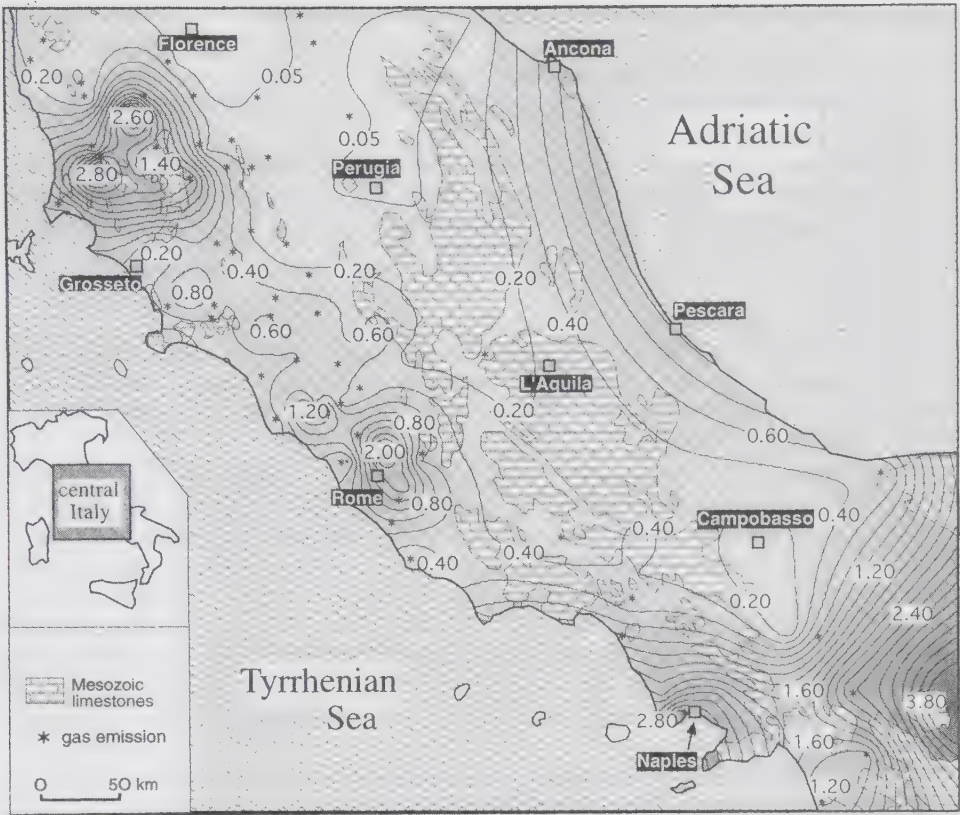 Florence
Ancona
0.20
0.05
2.60
0.05
Adriatic
Sea
1.40
2.80
Perugia
0.20
0.40
0.20
0.20
Grosseto
0.80
0.40
Pescara
0.60
0.60
L'Aquila
1.20
0.80
0.20
2.00
0.60
Rome
0.80
central
Italy
0.40
Campobasso
0.40
0.40
0.40
1.20
0.20
2.40
Tyrrhenian
Sea
Mesozoic
limestones
1.60
3.80
gas emission
2.80
1.60
Naples
1.20
0 50 km